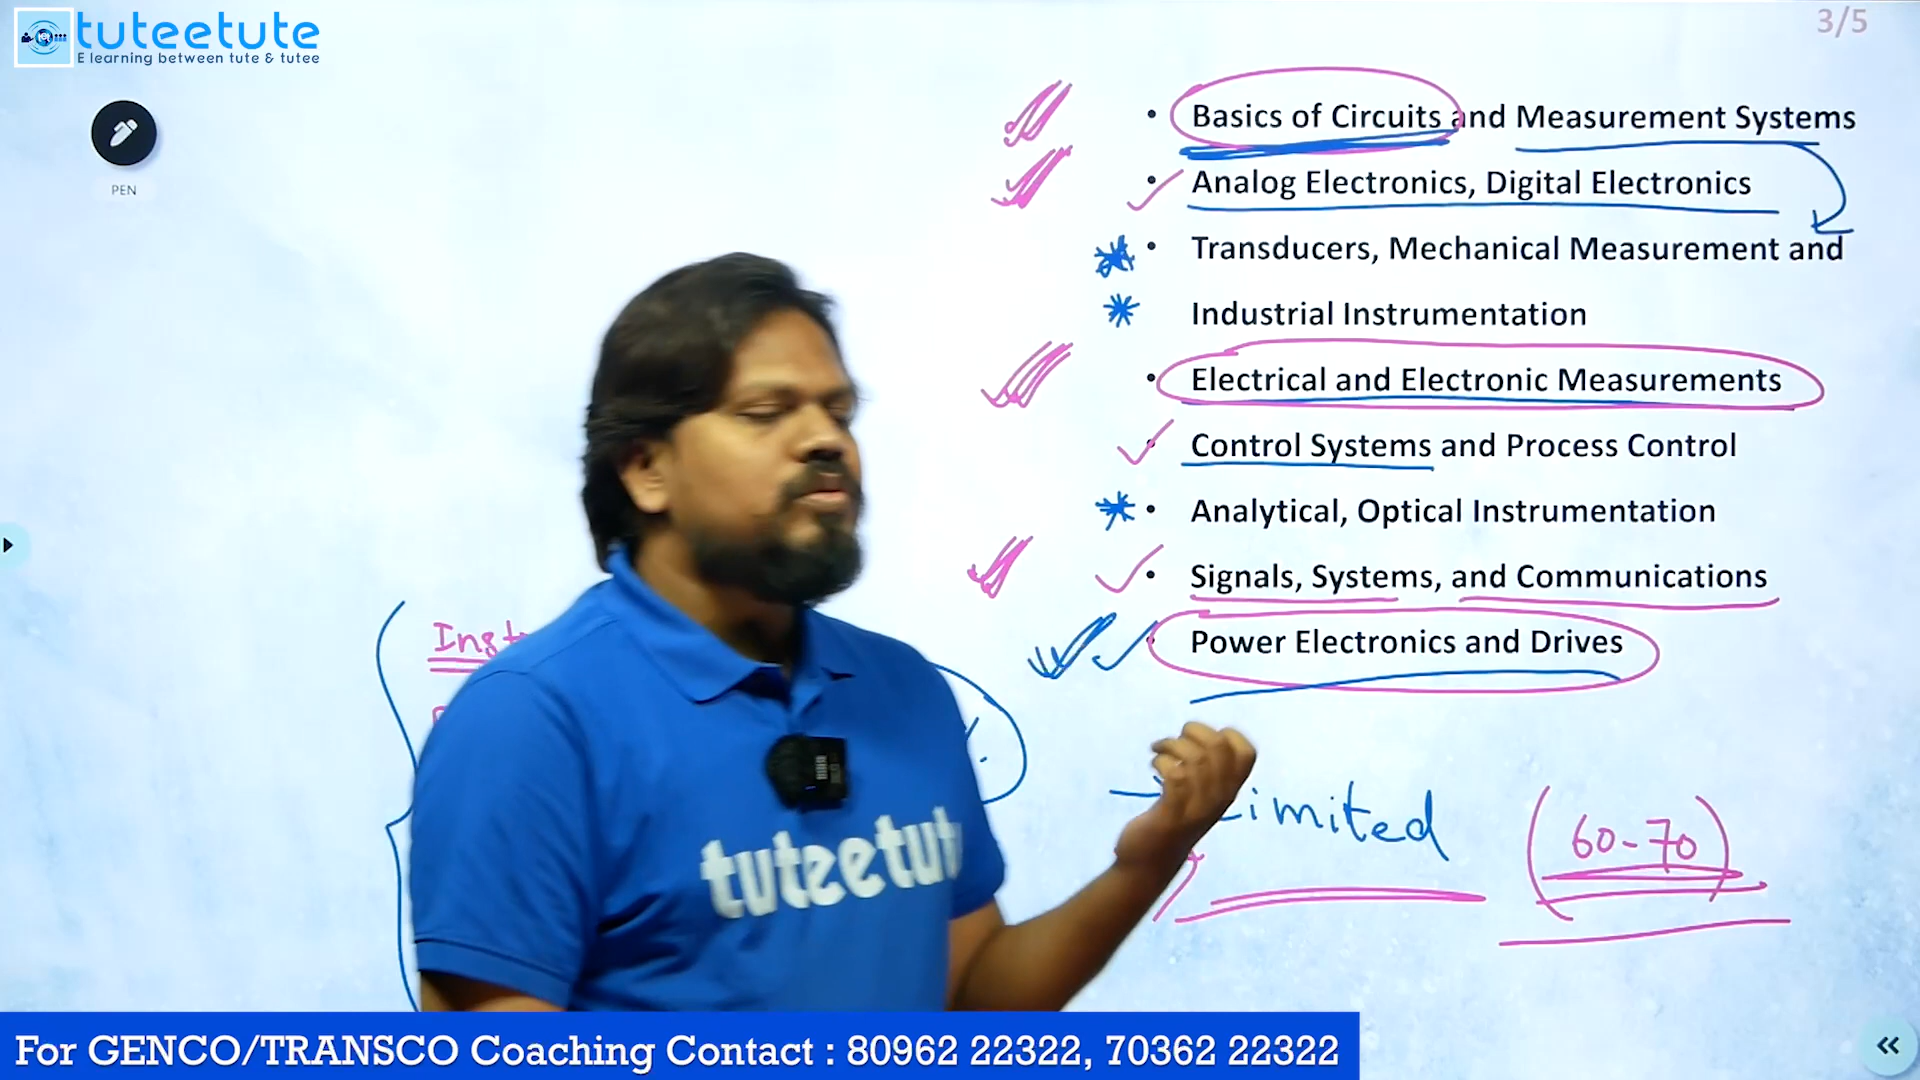 tuteetute
E learning between tute & tutee
3/5
PEN
• Basics of Circuits and Measurement Systems
• Analog Electronics, Digital Electronics
• Transducers, Mechanical Measurement and
Industrial Instrumentation
• Electrical and Electronic Measurements
• Control Systems and Process Control
• Analytical, Optical Instrumentation
• Signals, Systems, and Communications
• Power Electronics and Drives
Limited
(60-70)
tuteetut
For GENCO/TRANSCO Coaching Contact : 80962 22322, 70362 22322